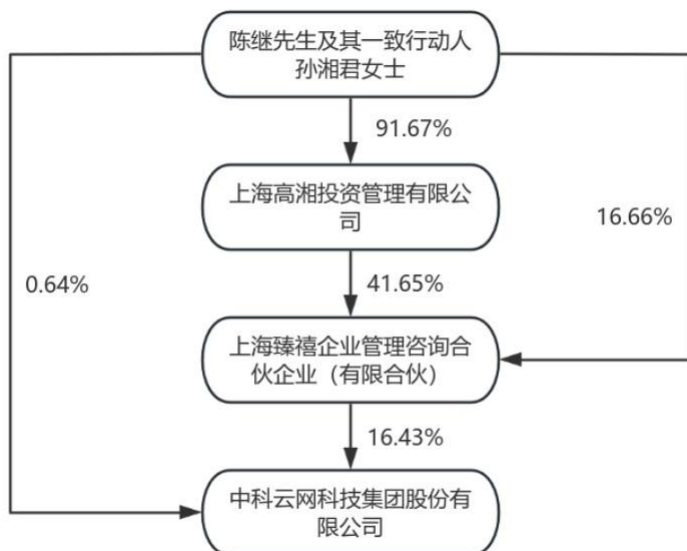 陈继先生及其一致行动人
孙湘君女士
91.67%
上海高湘投资管理有限公
司
16.66%
0.64%
41.65%
上海臻禧企业管理咨询合
伙企业（有限合伙）
16.43%
中科云网科技集团股份有
限公司